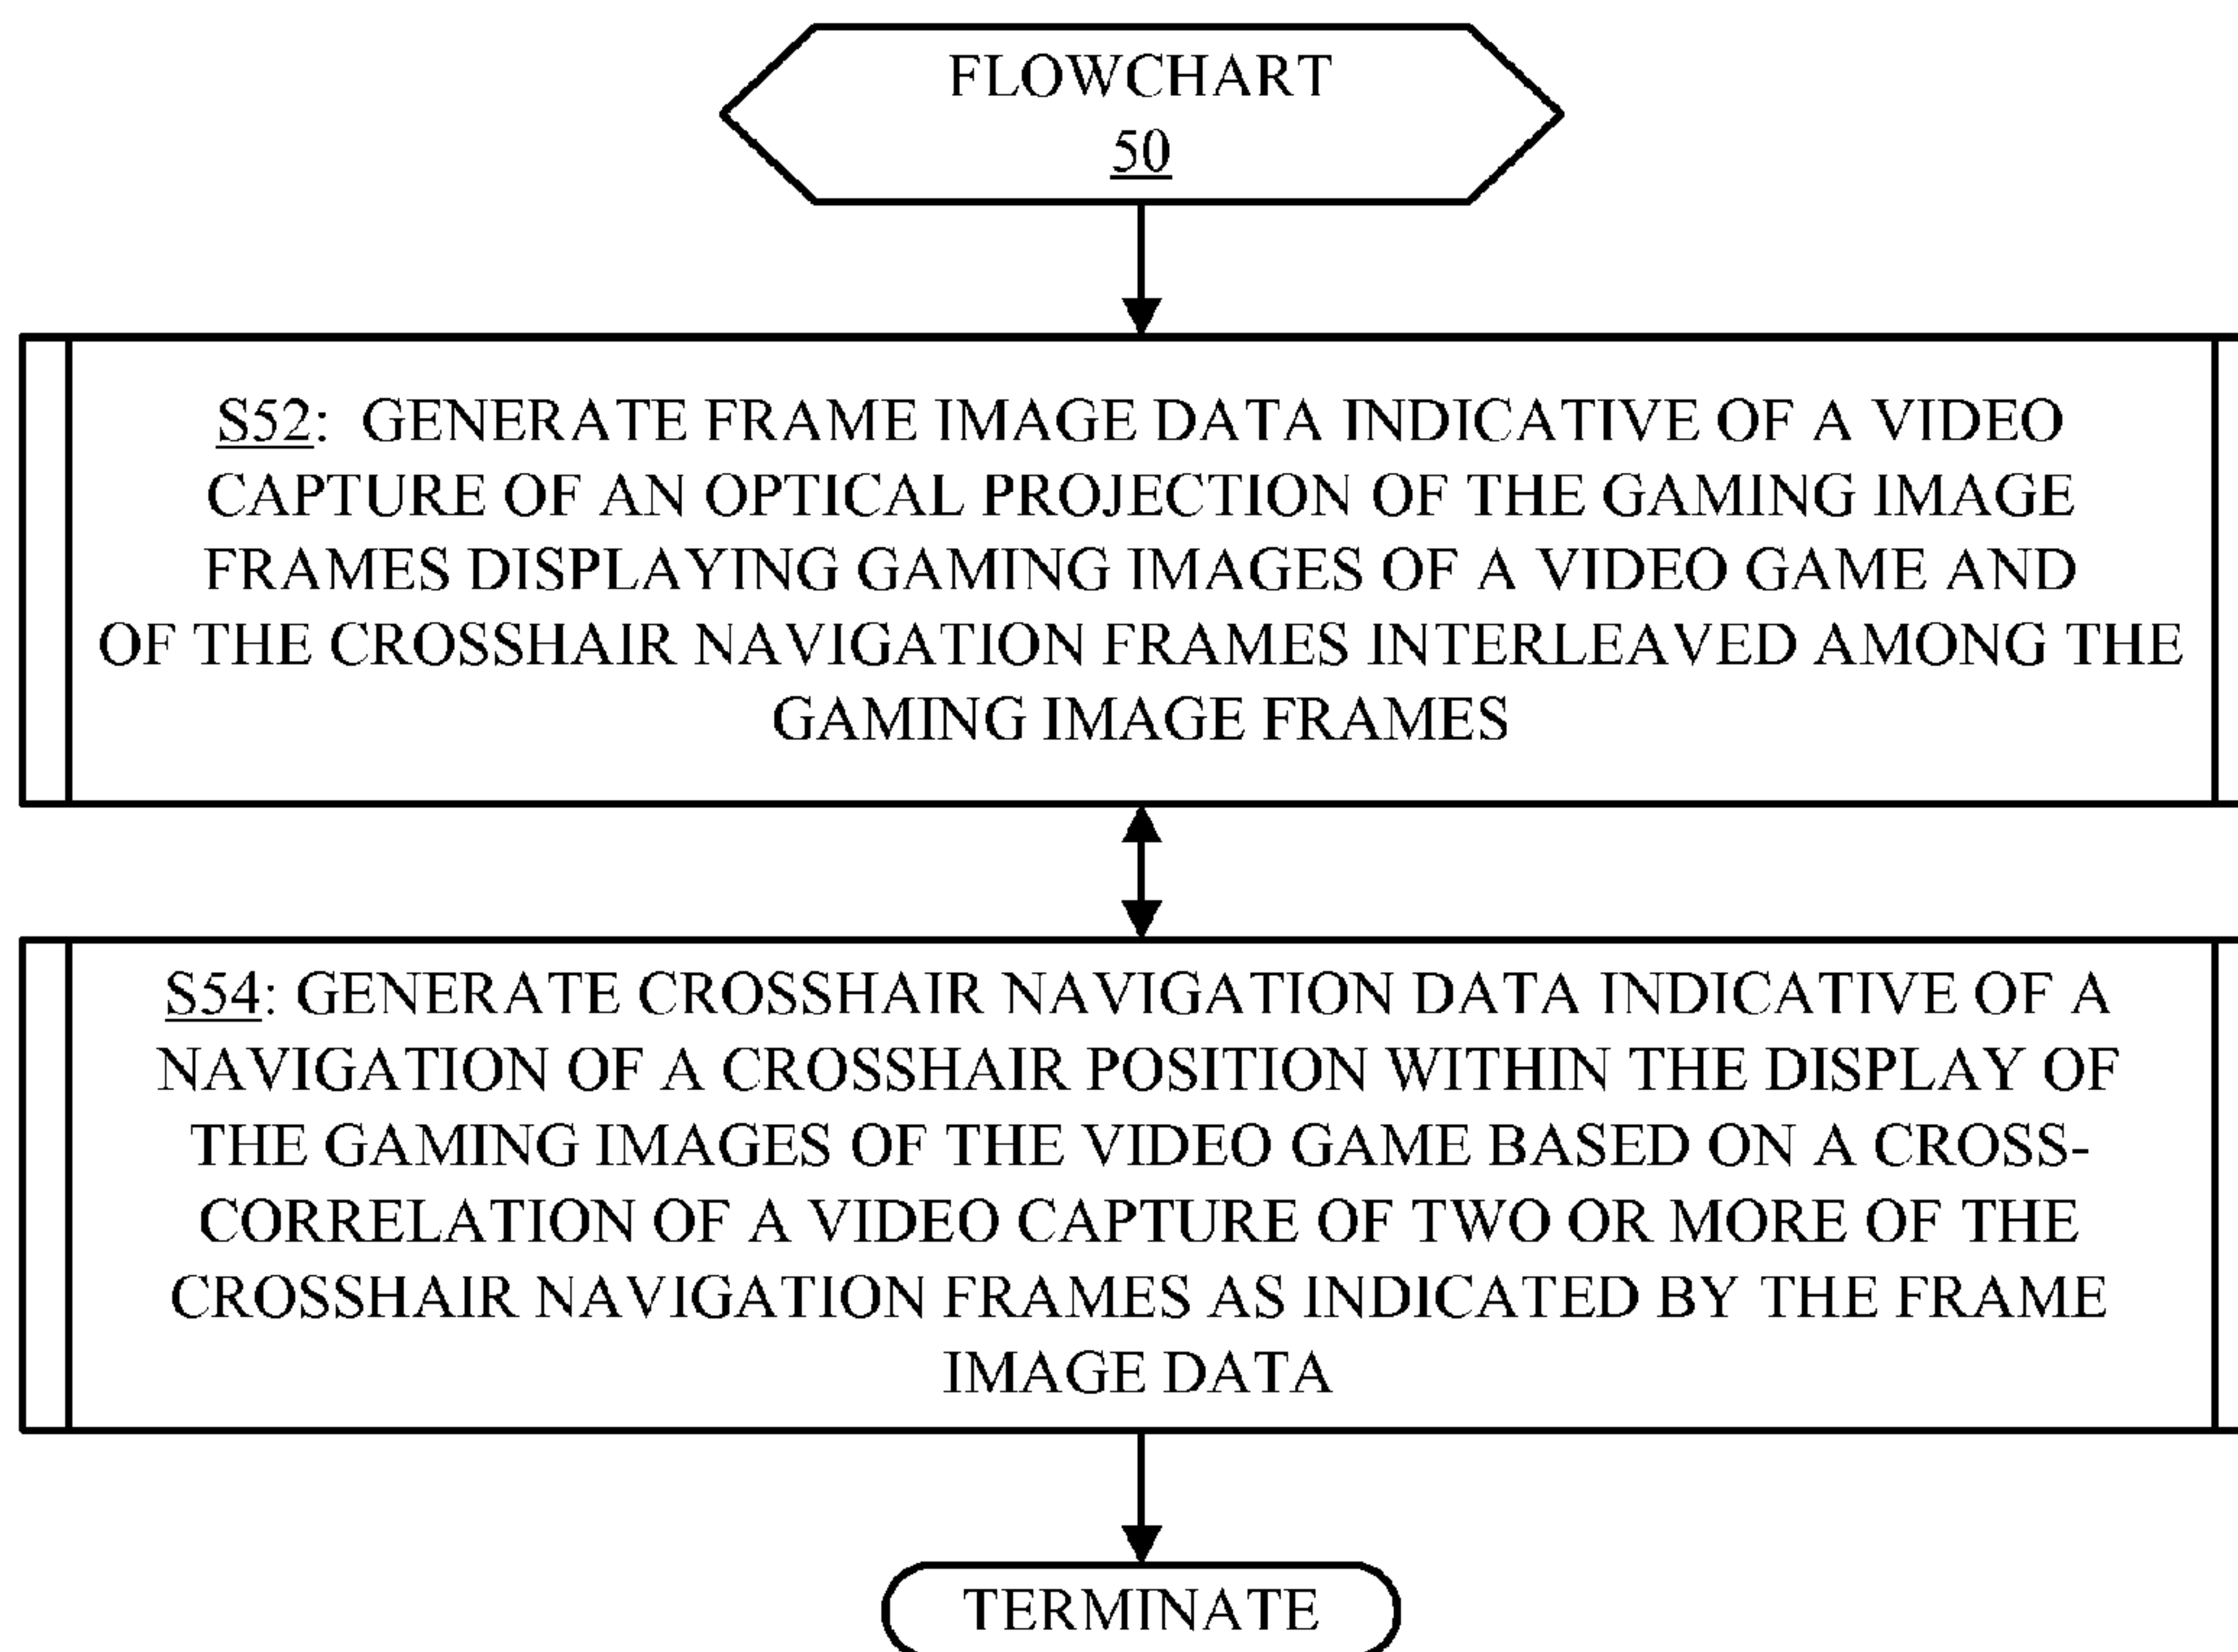 FLOWCHART
50
S52: GENERATE FRAME IMAGE DATA INDICATIVE OF A VIDEO
CAPTURE OF AN OPTICAL PROJECTION OF THE GAMING IMAGE
FRAMES DISPLAYING GAMING IMAGES OF A VIDEO GAME AND
OF THE CROSSHAIR NAVIGATION FRAMES INTERLEAVED AMONG THE
GAMING IMAGE FRAMES
S54: GENERATE CROSSHAIR NAVIGATION DATA INDICATIVE OF A
NAVIGATION OF A CROSSHAIR POSITION WITHIN THE DISPLAY OF
THE GAMING IMAGES OF THE VIDEO GAME BASED ON A CROSS-
CORRELATION OF A VIDEO CAPTURE OF TWO OR MORE OF THE
CROSSHAIR NAVIGATION FRAMES AS INDICATED BY THE FRAME
IMAGE DATA
TERMINATE